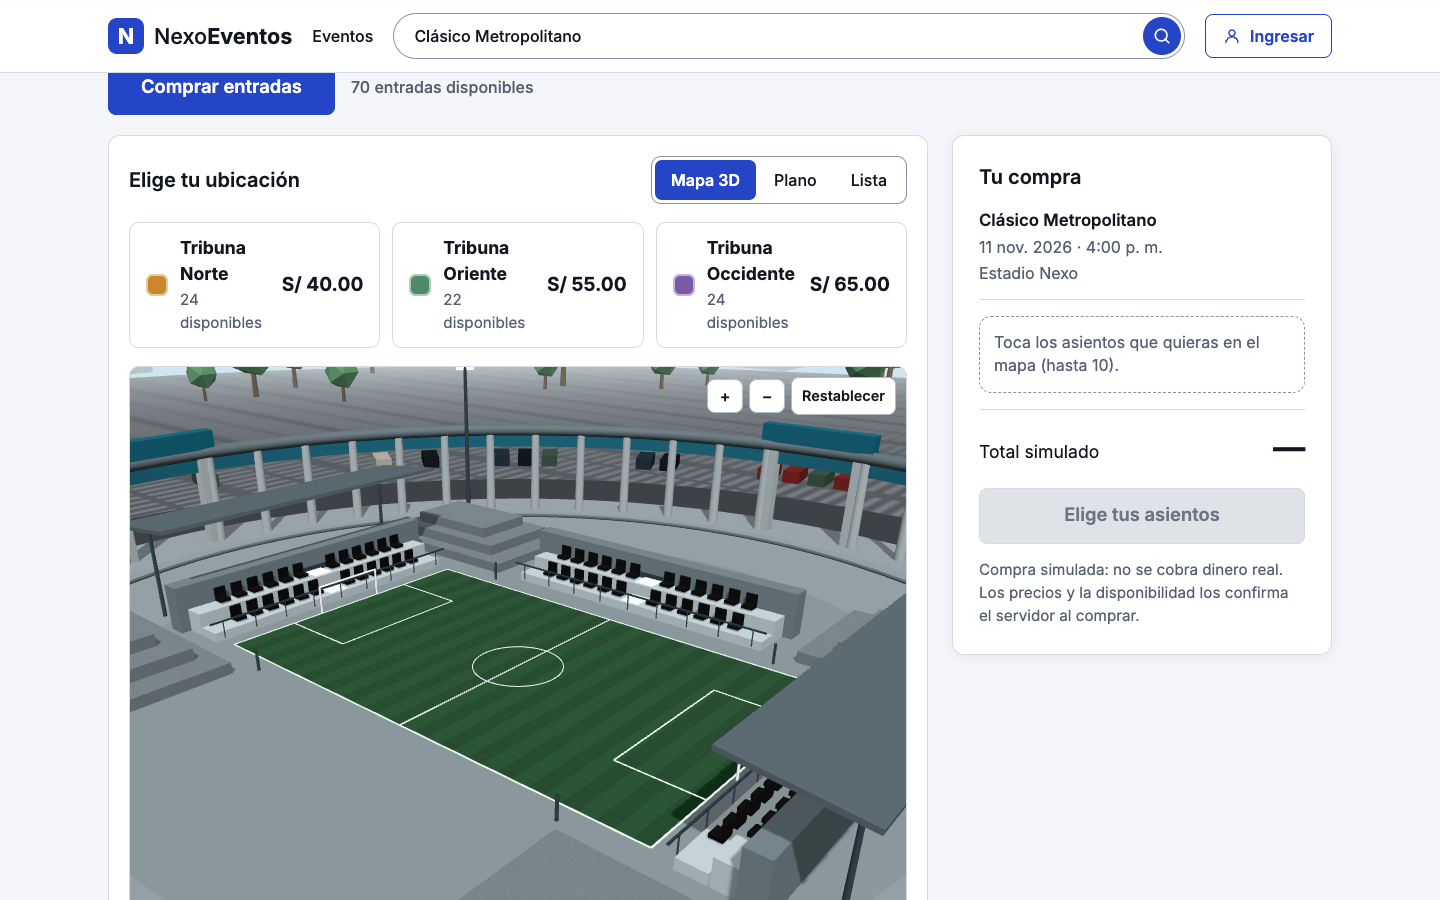 N NexoEventos Eventos Clásico Metropolitano Ingresar
Comprar entradas 70 entradas disponibles
Elige tu ubicación
Mapa 3D Plano Lista
Tribuna
Norte
24
disponibles
S/ 40.00
Tribuna
Oriente
22
disponibles
S/ 55.00
Tribuna
Occidente
24
disponibles
S/ 65.00
+ − Restablecer
Tu compra
Clásico Metropolitano
11 nov. 2026 · 4:00 p. m.
Estadio Nexo
Toca los asientos que quieras en el
mapa (hasta 10).
Total simulado —
Elige tus asientos
Compra simulada: no se cobra dinero real.
Los precios y la disponibilidad los confirma
el servidor al comprar.